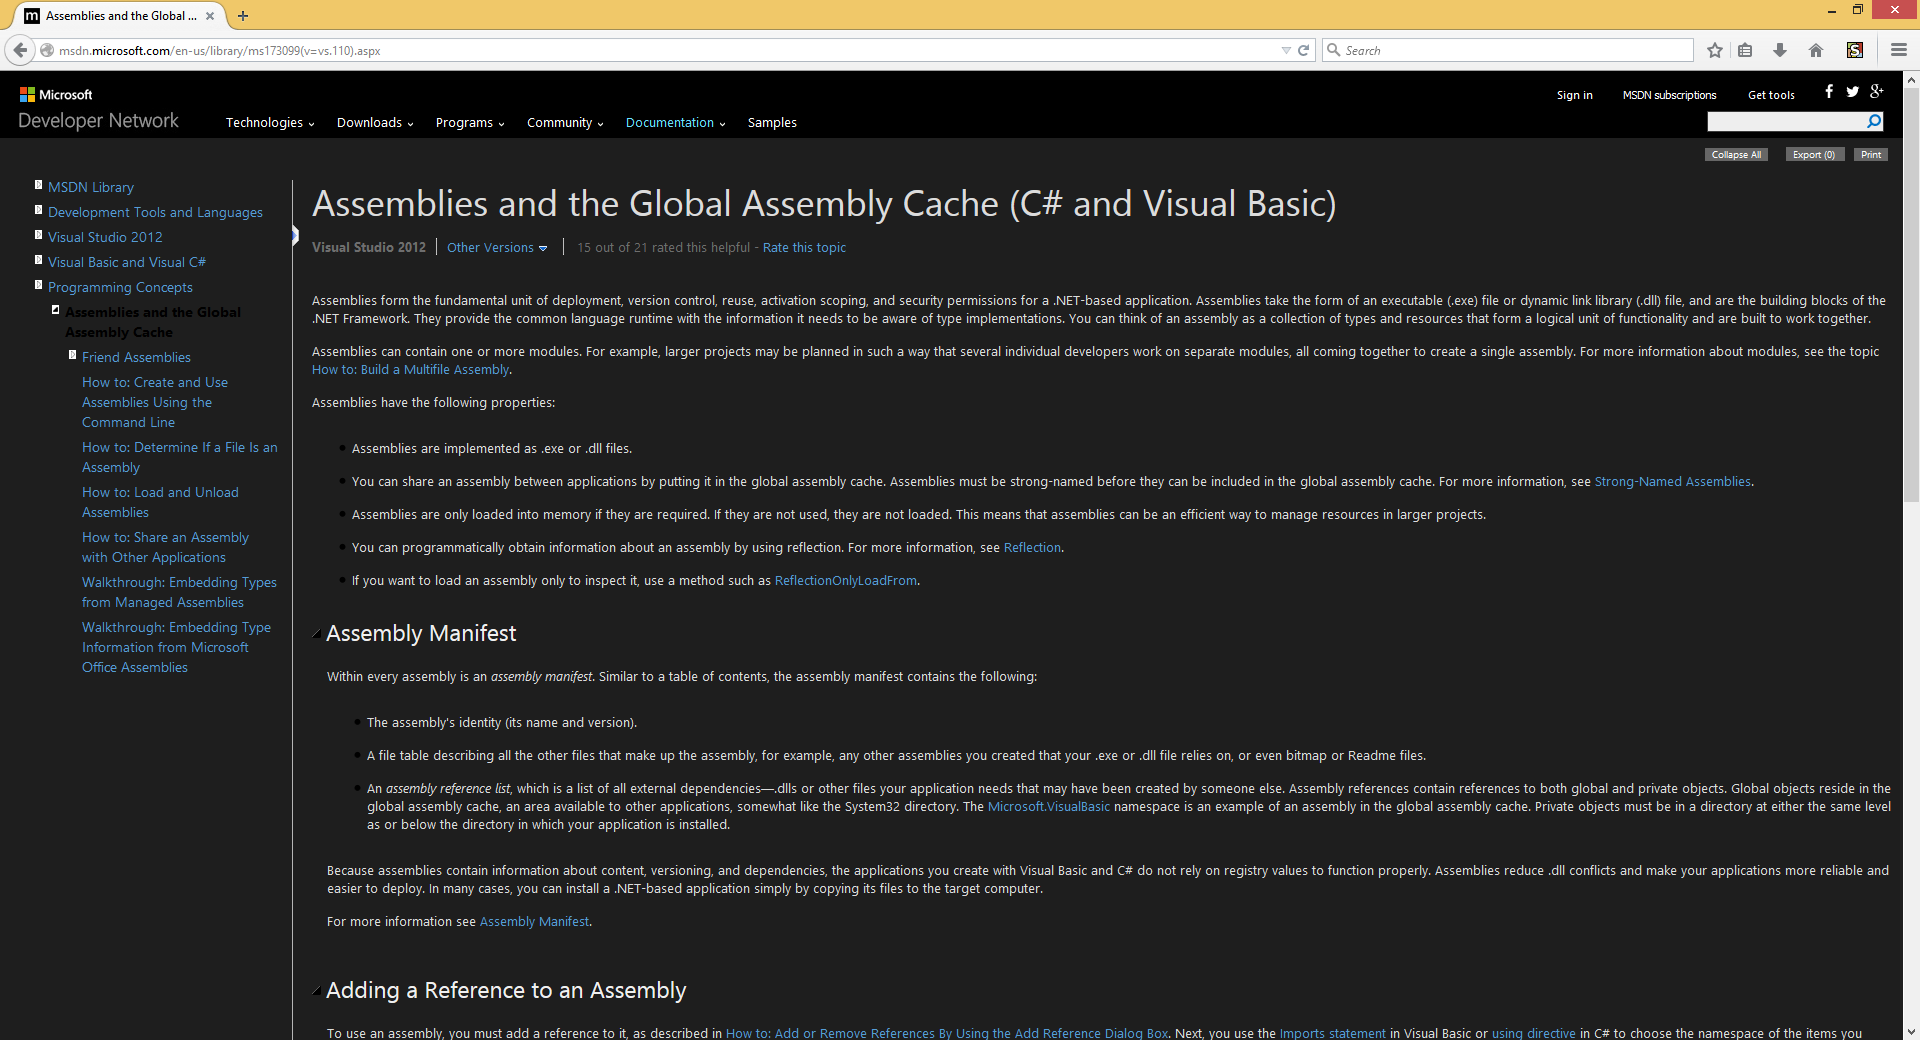 Assemblies and the Global ...
msdn.microsoft.com/en-us/library/ms173099(v=vs.110).aspx
Search
Microsoft
Developer Network
Technologies
Downloads
Programs
Community
Documentation
Samples
Sign in
MSDN subscriptions
Get tools
Collapse All
Export (0)
Print
MSDN Library
Development Tools and Languages
Visual Studio 2012
Visual Basic and Visual C#
Programming Concepts
Assemblies and the Global
Assembly Cache
Friend Assemblies
How to: Create and Use
Assemblies Using the
Command Line
How to: Determine If a File Is an
Assembly
How to: Load and Unload
Assemblies
How to: Share an Assembly
with Other Applications
Walkthrough: Embedding Types
from Managed Assemblies
Walkthrough: Embedding Type
Information from Microsoft
Office Assemblies
Assemblies and the Global Assembly Cache (C# and Visual Basic)
Visual Studio 2012
Other Versions
15 out of 21 rated this helpful - Rate this topic
Assemblies form the fundamental unit of deployment, version control, reuse, activation scoping, and security permissions for a .NET-based application. Assemblies take the form of an executable (.exe) file or dynamic link library (.dll) file, and are the building blocks of the
.NET Framework. They provide the common language runtime with the information it needs to be aware of type implementations. You can think of an assembly as a collection of types and resources that form a logical unit of functionality and are built to work together.
Assemblies can contain one or more modules. For example, larger projects may be planned in such a way that several individual developers work on separate modules, all coming together to create a single assembly. For more information about modules, see the topic
How to: Build a Multifile Assembly.
Assemblies have the following properties:
Assemblies are implemented as .exe or .dll files.
You can share an assembly between applications by putting it in the global assembly cache. Assemblies must be strong-named before they can be included in the global assembly cache. For more information, see Strong-Named Assemblies.
Assemblies are only loaded into memory if they are required. If they are not used, they are not loaded. This means that assemblies can be an efficient way to manage resources in larger projects.
You can programmatically obtain information about an assembly by using reflection. For more information, see Reflection.
If you want to load an assembly only to inspect it, use a method such as ReflectionOnlyLoadFrom.
Assembly Manifest
Within every assembly is an assembly manifest. Similar to a table of contents, the assembly manifest contains the following:
The assembly's identity (its name and version).
A file table describing all the other files that make up the assembly, for example, any other assemblies you created that your .exe or .dll file relies on, or even bitmap or Readme files.
An assembly reference list, which is a list of all external dependencies—.dlls or other files your application needs that may have been created by someone else. Assembly references contain references to both global and private objects. Global objects reside in the
global assembly cache, an area available to other applications, somewhat like the System32 directory. The Microsoft.VisualBasic namespace is an example of an assembly in the global assembly cache. Private objects must be in a directory at either the same level
as or below the directory in which your application is installed.
Because assemblies contain information about content, versioning, and dependencies, the applications you create with Visual Basic and C# do not rely on registry values to function properly. Assemblies reduce .dll conflicts and make your applications more reliable and
easier to deploy. In many cases, you can install a .NET-based application simply by copying its files to the target computer.
For more information see Assembly Manifest.
Adding a Reference to an Assembly
To use an assembly, you must add a reference to it, as described in How to: Add or Remove References By Using the Add Reference Dialog Box. Next, you use the Imports statement in Visual Basic or using directive in C# to choose the namespace of the items you